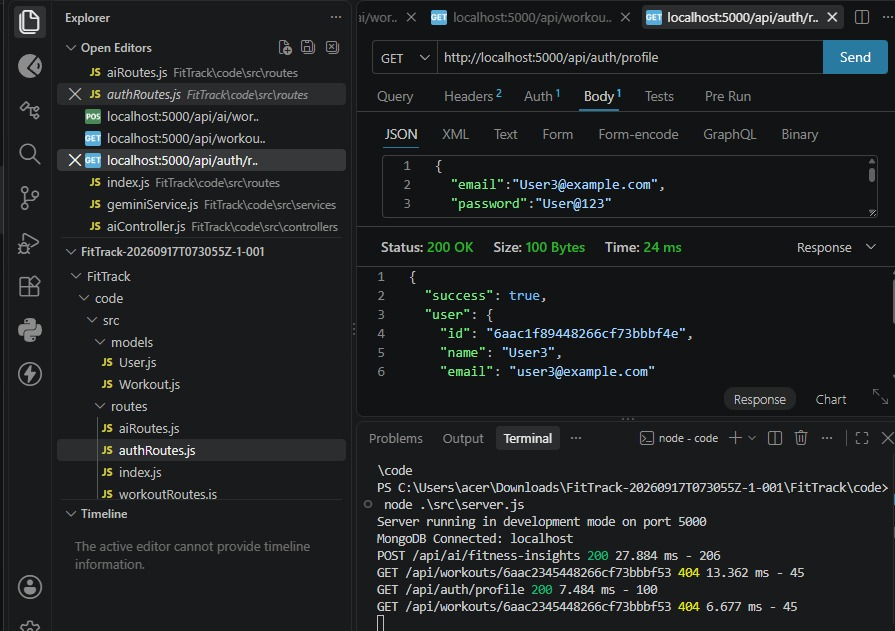 Explorer
Open Editors
JS airRoutes.js FitTrack\code\src\routes
JS authRoutes.js FitTrack\code\src\routes
POS localhost:5000/api/ai/wor..
GET localhost:5000/api/workou..
GET localhost:5000/api/auth/r..
JS index.js FitTrack\code\src\routes
JS geminiService.js FitTrack\code\src\services
JS aiController.js FitTrack\code\src\controllers
FitTrack-20260917T073055Z-1-001
FitTrack
code
src
models
JS User.js
JS Workout.js
routes
JS aiRoutes.js
JS authRoutes.js
JS index.js
JS workoutRoutes.js
Timeline
The active editor cannot provide timeline
information.
ai/wor..
GET localhost:5000/api/workou..
GET localhost:5000/api/auth/r..
GET http://localhost:5000/api/auth/profile Send
Query Headers 2 Auth 1 Body 1 Tests Pre Run
JSON XML Text Form Form-encode GraphQL Binary
1 {
2 "email":"User3@example.com",
3 "password":"User@123"
Status: 200 OK Size: 100 Bytes Time: 24 ms Response
1 {
2 "success": true,
3 "user": {
4 "id": "6aac1f89448266cf73bbbf4e",
5 "name": "User3",
6 "email": "user3@example.com"
Response Chart
Problems Output Terminal node - code
\code
PS C:\Users\acer\Downloads\FitTrack-20260917T073055Z-1-001\FitTrack\code>
node .\src\server.js
Server running in development mode on port 5000
MongoDB Connected: localhost
POST /api/ai/fitness-insights 200 27.884 ms - 206
GET /api/workouts/6aac2345448266cf73bbbf53 404 13.362 ms - 45
GET /api/auth/profile 200 7.484 ms - 100
GET /api/workouts/6aac2345448266cf73bbbf53 404 6.677 ms - 45